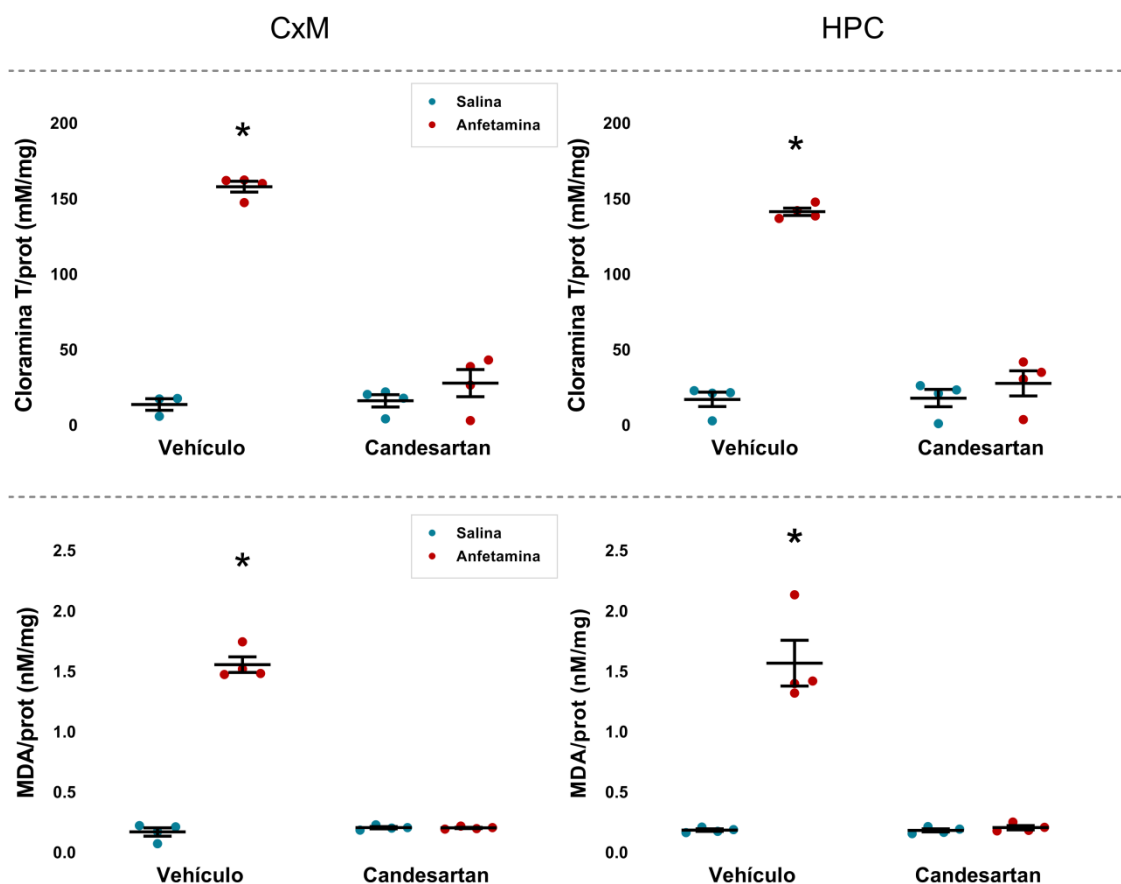 CxM
HPC
Cloramina T/prot (mM/mg)
200
150
100
50
0
*
Salina
Anfetamina
Vehículo
Candesartan
Cloramina T/prot (mM/mg)
200
150
100
50
0
*
Vehículo
Candesartan
MDA/prot (nM/mg)
2.5
2.0
1.5
1.0
0.5
0.0
*
Salina
Anfetamina
Vehículo
Candesartan
MDA/prot (nM/mg)
2.5
2.0
1.5
1.0
0.5
0.0
*
Vehículo
Candesartan